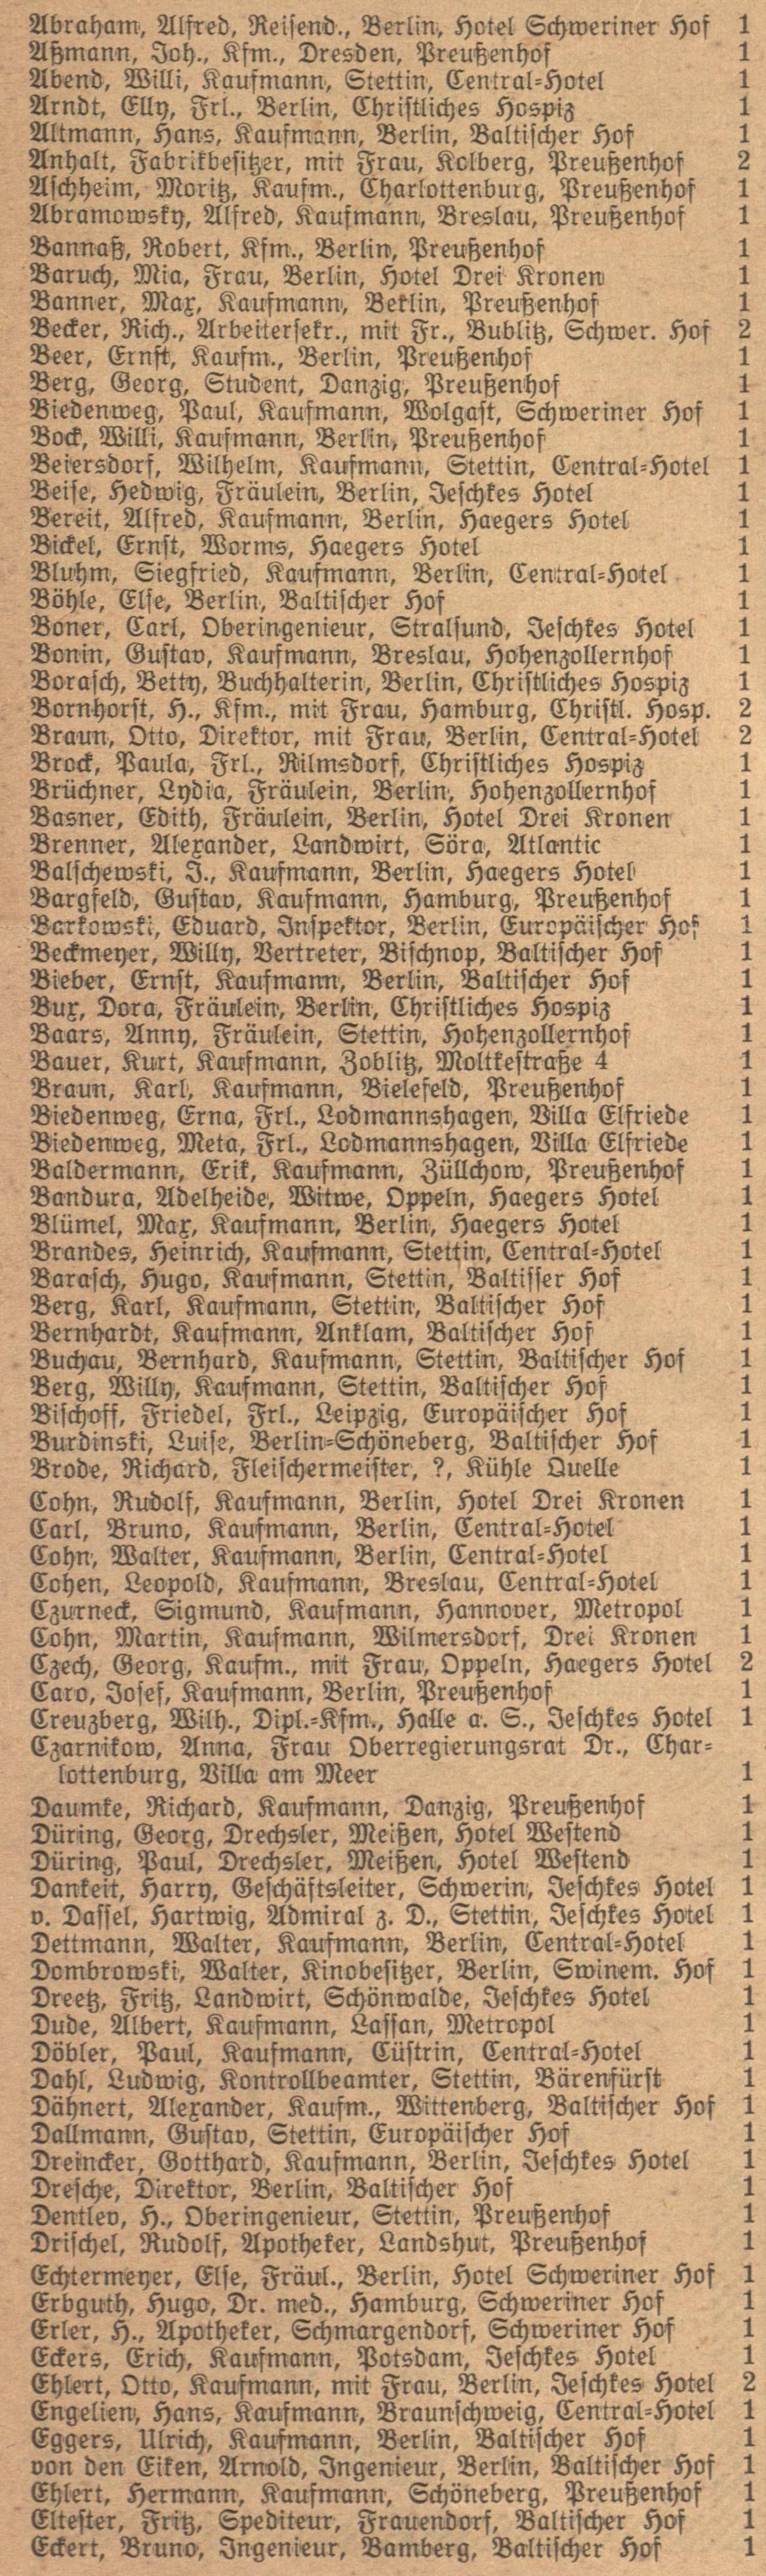 Abraham, Alfred, Reisend., Berlin, Hotel Schweriner Hof 1
Aßmann, Joh., Kfm., Dresden, Preußenhof 1
Abend, Willi, Kaufmann, Stettin, Central-Hotel 1
Arndt, Elly, Frl., Berlin, Christliches Hospiz 1
Altmann, Hans, Kaufmann, Berlin, Baltischer Hof 1
Anhalt, Fabrikbesitzer, mit Frau, Kolberg, Preußenhof 2
Aschheim, Moritz, Kaufm., Charlottenburg, Preußenhof 1
Abramowsky, Alfred, Kaufmann, Breslau, Preußenhof 1
Bannaß, Robert, Kfm., Berlin, Preußenhof 1
Baruch, Mia, Frau, Berlin, Hotel Drei Kronen 1
Banner, Max, Kaufmann, Betlin, Preußenhof 1
Becker, Rich., Arbeitersekr., mit Fr., Bublitz, Schwer. Hof 2
Beer, Ernst, Kaufm., Berlin, Preußenhof 1
Berg, Georg, Student, Danzig, Preußenhof 1
Biedenweg, Paul, Kaufmann, Wolgast, Schweriner Hof 1
Bock, Willi, Kaufmann, Berlin, Preußenhof 1
Beiersdorf, Wilhelm, Kaufmann, Stettin, Central-Hotel 1
Beise, Hedwig, Fräulein, Berlin, Jeschkes Hotel 1
Bereit, Alfred, Kaufmann, Berlin, Haegers Hotel 1
Bickel, Ernst, Worms, Haegers Hotel 1
Bluhm, Siegfried, Kaufmann, Berlin, Central-Hotel 1
Böhle, Else, Berlin, Baltischer Hof 1
Boner, Carl, Oberingenieur, Stralsund, Jeschkes Hotel 1
Bonin, Gustav, Kaufmann, Breslau, Hohenzollernhof 1
Borasch, Betty, Buchhalterin, Berlin, Christliches Hospiz 1
Bornhorst, H., Kfm., mit Frau, Hamburg, Christl. Hosp. 2
Braun, Otto, Direktor, mit Frau, Berlin, Central-Hotel 2
Brock, Paula, Frl., Rilmsdorf, Christliches Hospiz 1
Brüchner, Lydia, Fräulein, Berlin, Hohenzollernhof 1
Basner, Edith, Fräulein, Berlin, Hotel Drei Kronen 1
Brenner, Alexander, Landwirt, Söra, Atlantic 1
Balschewski, J., Kaufmann, Berlin, Haegers Hotel 1
Bargfeld, Gustav, Kaufmann, Hamburg, Preußenhof 1
Barkowski, Eduard, Inspektor, Berlin, Europäischer Hof 1
Beckmeyer, Willy, Vertreter, Bischnop, Baltischer Hof 1
Bieber, Ernst, Kaufmann, Berlin, Baltischer Hof 1
Bux, Dora, Fräulein, Berlin, Christliches Hospiz 1
Baars, Anny, Fräulein, Stettin, Hohenzollernhof 1
Bauer, Kurt, Kaufmann, Zoblitz, Moltkestraße 4 1
Braun, Karl, Kaufmann, Bielefeld, Preußenhof 1
Biedenweg, Erna, Frl., Lodmannshagen, Villa Elfriede 1
Biedenweg, Meta, Frl., Lodmannshagen, Villa Elfriede 1
Baldermann, Erik, Kaufmann, Züllchow, Preußenhof 1
Bandura, Adelheide, Witwe, Oppeln, Haegers Hotel 1
Blümel, Max, Kaufmann, Berlin, Haegers Hotel 1
Brandes, Heinrich, Kaufmann, Stettin, Central-Hotel 1
Barasch, Hugo, Kaufmann, Stettin, Baltisser Hof 1
Berg, Karl, Kaufmann, Stettin, Baltischer Hof 1
Bernhardt, Kaufmann, Anklam, Baltischer Hof 1
Buchau, Bernhard, Kaufmann, Stettin, Baltischer Hof 1
Berg, Willy, Kaufmann, Stettin, Baltischer Hof 1
Bischoff, Friedel, Frl., Leipzig, Europäischer Hof 1
Burdinski, Luise, Berlin-Schöneberg, Baltischer Hof 1
Brode, Richard, Fleischermeister, ?, Kühle Quelle 1
Cohn, Rudolf, Kaufmann, Berlin, Hotel Drei Kronen 1
Carl, Bruno, Kaufmann, Berlin, Central-Hotel 1
Cohn, Walter, Kaufmann, Berlin, Central-Hotel 1
Cohen, Leopold, Kaufmann, Breslau, Central-Hotel 1
Czurneck, Sigmund, Kaufmann, Hannover, Metropol 1
Cohn, Martin, Kaufmann, Wilmersdorf, Drei Kronen 1
Czech, Georg, Kaufm., mit Frau, Oppeln, Haegers Hotel 2
Caro, Josef, Kaufmann, Berlin, Preußenhof 1
Creuzberg, Wilh., Dipl.-Kfm., Halle a. S., Jeschkes Hotel 1
Czarnikow, Anna, Frau Oberregierungsrat Dr., Char-
lottenburg, Villa am Meer 1
Daumke, Richard, Kaufmann, Danzig, Preußenhof 1
Düring, Georg, Drechsler, Meißen, Hotel Westend 1
Düring, Paul, Drechsler, Meißen, Hotel Westend 1
Dankeit, Harry, Geschäftsleiter, Schwerin, Jeschkes Hotel 1
v. Dassel, Hartwig, Admiral z. D., Stettin, Jeschkes Hotel 1
Dettmann, Walter, Kaufmann, Berlin, Central-Hotel 1
Dombrowski, Walter, Kinobesitzer, Berlin, Swinem. Hof 1
Dreetz, Fritz, Landwirt, Schönwalde, Jeschkes Hotel 1
Dude, Albert, Kaufmann, Lassan, Metropol 1
Döbler, Paul, Kaufmann, Cüstrin, Central-Hotel 1
Dahl, Ludwig, Kontrollbeamter, Stettin, Bärenfürst 1
Dähnert, Alexander, Kaufm., Wittenberg, Baltischer Hof 1
Dallmann, Gustav, Stettin, Europäischer Hof 1
Dreincker, Gotthard, Kaufmann, Berlin, Jeschkes Hotel 1
Dresche, Direktor, Berlin, Baltischer Hof 1
Dentlev, H., Oberingenieur, Stettin, Preußenhof 1
Drischel, Rudolf, Apotheker, Landshut, Preußenhof 1
Echtermeyer, Else, Fräul., Berlin, Hotel Schweriner Hof 1
Erbguth, Hugo, Dr. med., Hamburg, Schweriner Hof 1
Erler, H., Apotheker, Schmargendorf, Schweriner Hof 1
Eckers, Erich, Kaufmann, Potsdam, Jeschkes Hotel 1
Ehlert, Otto, Kaufmann, mit Frau, Berlin, Jeschkes Hotel 2
Engelien, Hans, Kaufmann, Braunschweig, Central-Hotel 1
Eggers, Ulrich, Kaufmann, Berlin, Baltischer Hof 1
von den Eiken, Arnold, Ingenieur, Berlin, Baltischer Hof 1
Ehlert, Hermann, Kaufmann, Schöneberg, Preußenhof 1
Eltester, Fritz, Spediteur, Frauendorf, Baltischer Hof 1
Eckert, Bruno, Ingenieur, Bamberg, Baltischer Hof 1